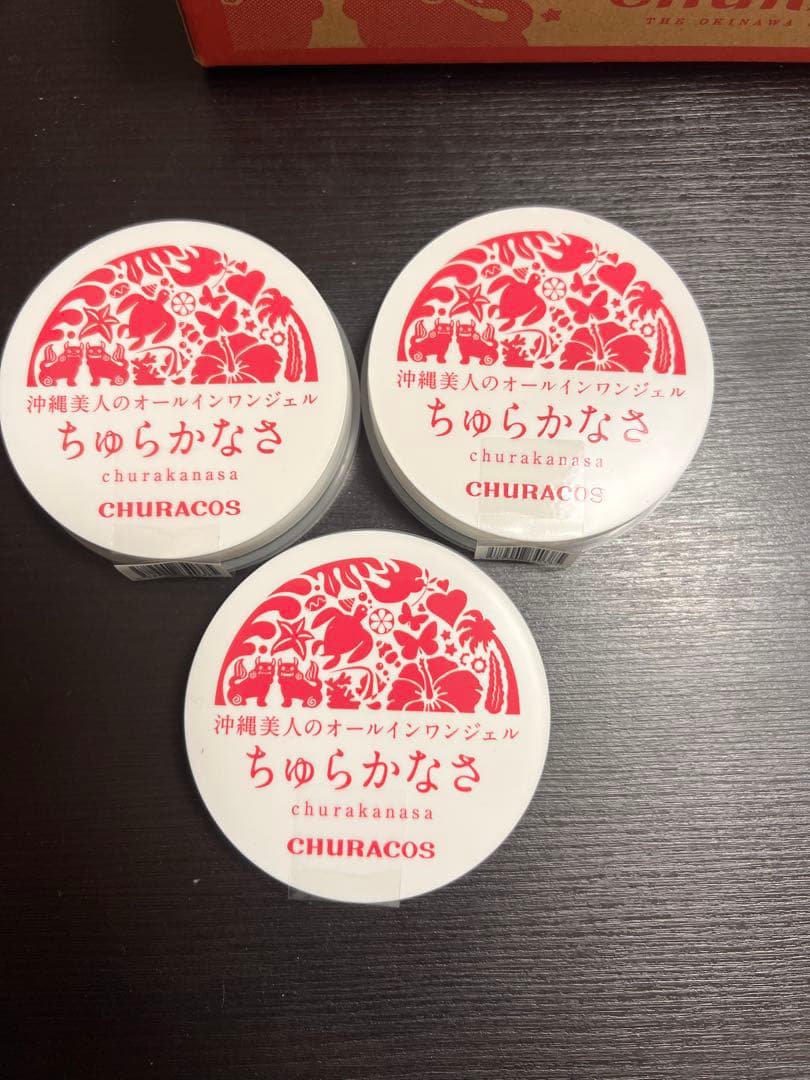 THE OKINAWA
沖縄美人のオールインワンジェル
ちゅらかなさ
churakanasa
CHURACOS
沖縄美人のオールインワンジェル
ちゅらかなさ
churakanasa
CHURACOS
沖縄美人のオールインワンジェル
ちゅらかなさ
churakanasa
CHURACOS